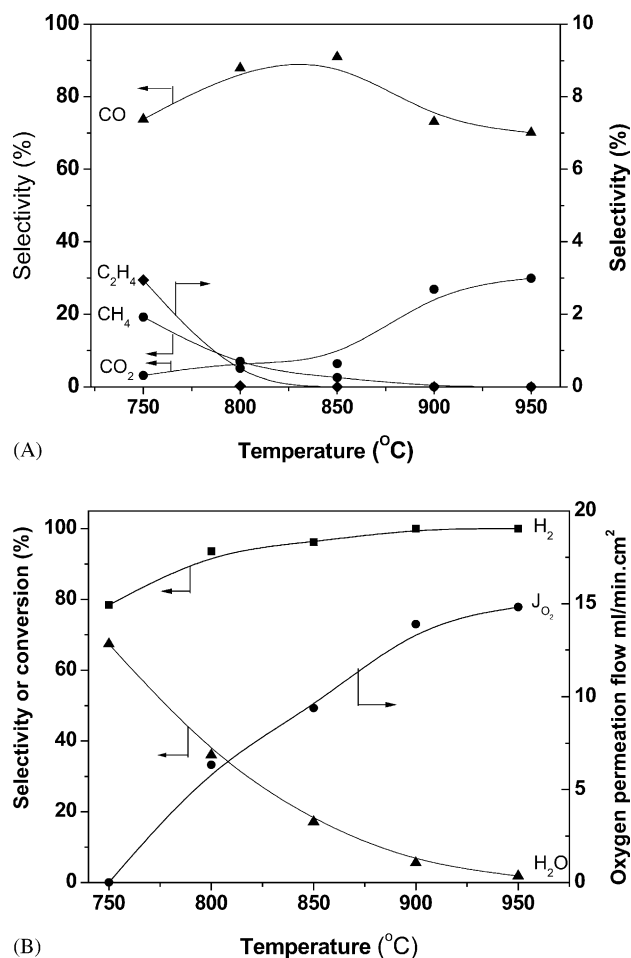 100
10
80
8
60
6
40
4
20
2
0
0
750
800
850
900
950
Selectivity (%)
Selectivity (%)
CO
C₂H₄
CH₄
CO₂
Temperature (°C)
(A)
100
80
60
40
20
0
20
15
10
5
0
750
800
850
900
950
Selectivity or conversion (%)
Oxygen permeation flow ml/min.cm²
H₂
J_O₂
H₂O
Temperature (°C)
(B)